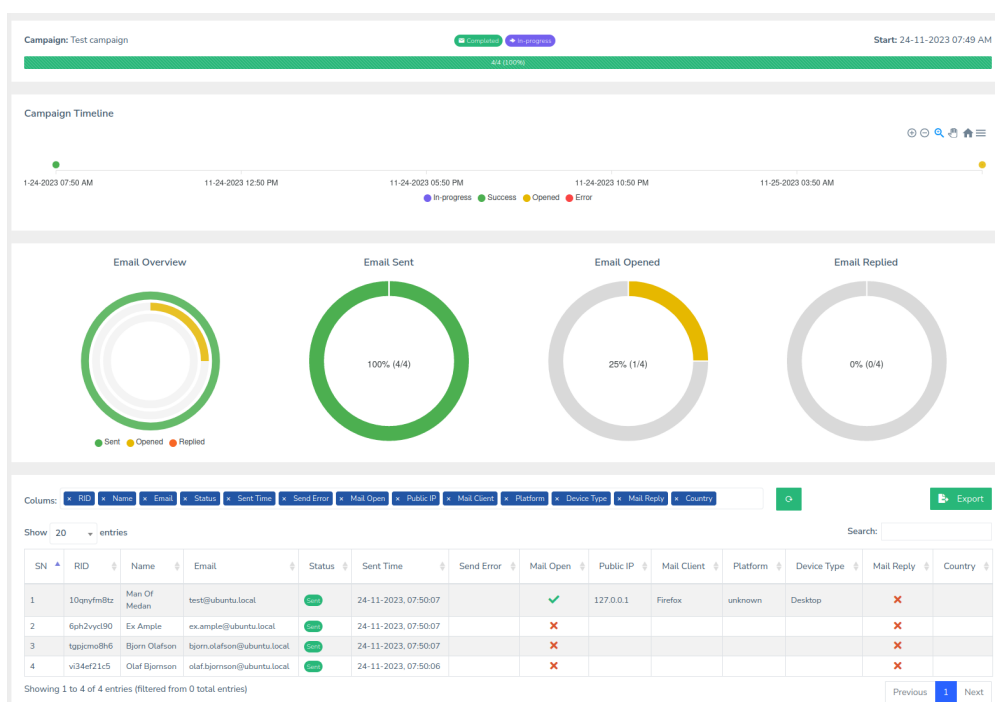 Campaign: Test campaign
Completed In-progress
Start: 24-11-2023 07:49 AM
4/4 (100%)
Campaign Timeline
1-24-2023 07:50 AM 11-24-2023 12:50 PM 11-24-2023 05:50 PM 11-24-2023 10:50 PM 11-25-2023 03:50 AM
In-progress Success Opened Error
Email Overview Email Sent Email Opened Email Replied
100% (4/4) 25% (1/4) 0% (0/4)
Sent Opened Replied
Colums: × RID × Name × Email × Status × Sent Time × Send Error × Mail Open × Public IP × Mail Client × Platform × Device Type × Mail Reply × Country
Export
Show 20 entries
Search:
SN RID Name Email Status Sent Time Send Error Mail Open Public IP Mail Client Platform Device Type Mail Reply Country
1 10qnyfm8tz Man Of Medan test@ubuntu.local Sent 24-11-2023, 07:50:07 127.0.0.1 Firefox unknown Desktop
2 6ph2vycl90 Ex Ample ex.ample@ubuntu.local Sent 24-11-2023, 07:50:07
3 tgpjcmo8h6 Bjorn Olafson bjorn.olafson@ubuntu.local Sent 24-11-2023, 07:50:07
4 vi34ef21c5 Olaf Bjornson olaf.bjornson@ubuntu.local Sent 24-11-2023, 07:50:06
Showing 1 to 4 of 4 entries (filtered from 0 total entries)
Previous 1 Next